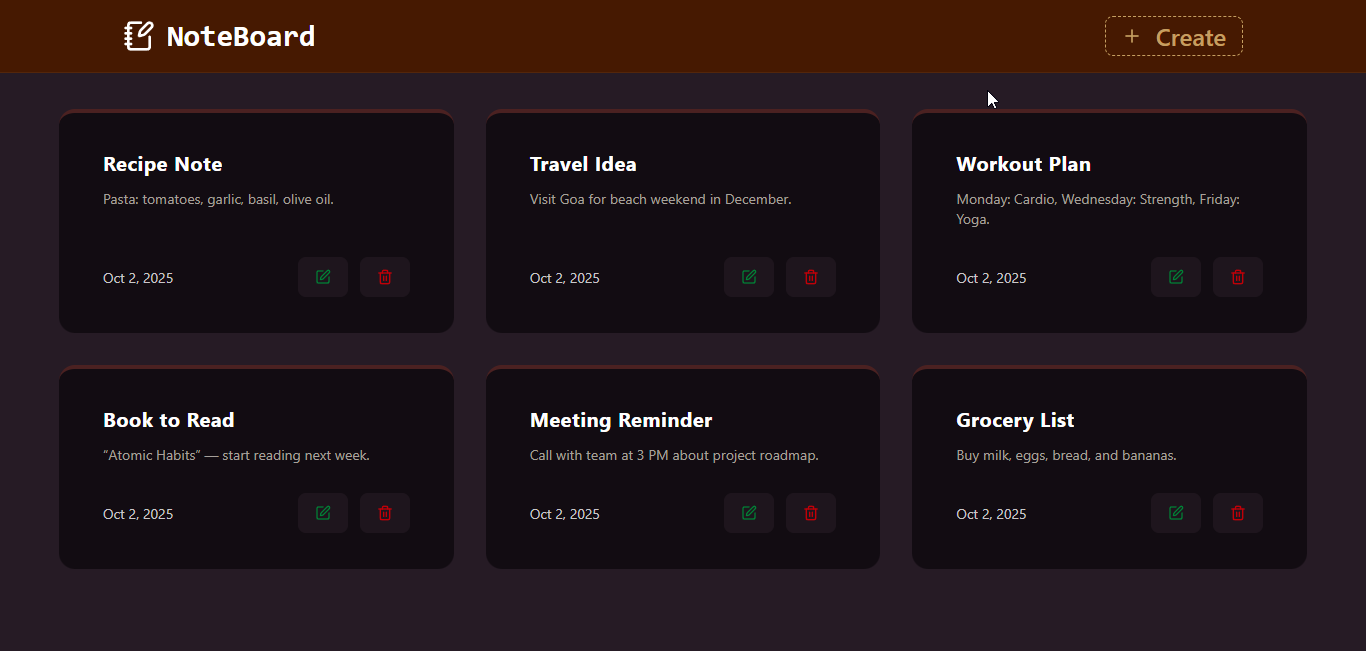 NoteBoard
+ Create
Recipe Note
Pasta: tomatoes, garlic, basil, olive oil.
Oct 2, 2025
Travel Idea
Visit Goa for beach weekend in December.
Oct 2, 2025
Workout Plan
Monday: Cardio, Wednesday: Strength, Friday:
Yoga.
Oct 2, 2025
Book to Read
“Atomic Habits” — start reading next week.
Oct 2, 2025
Meeting Reminder
Call with team at 3 PM about project roadmap.
Oct 2, 2025
Grocery List
Buy milk, eggs, bread, and bananas.
Oct 2, 2025